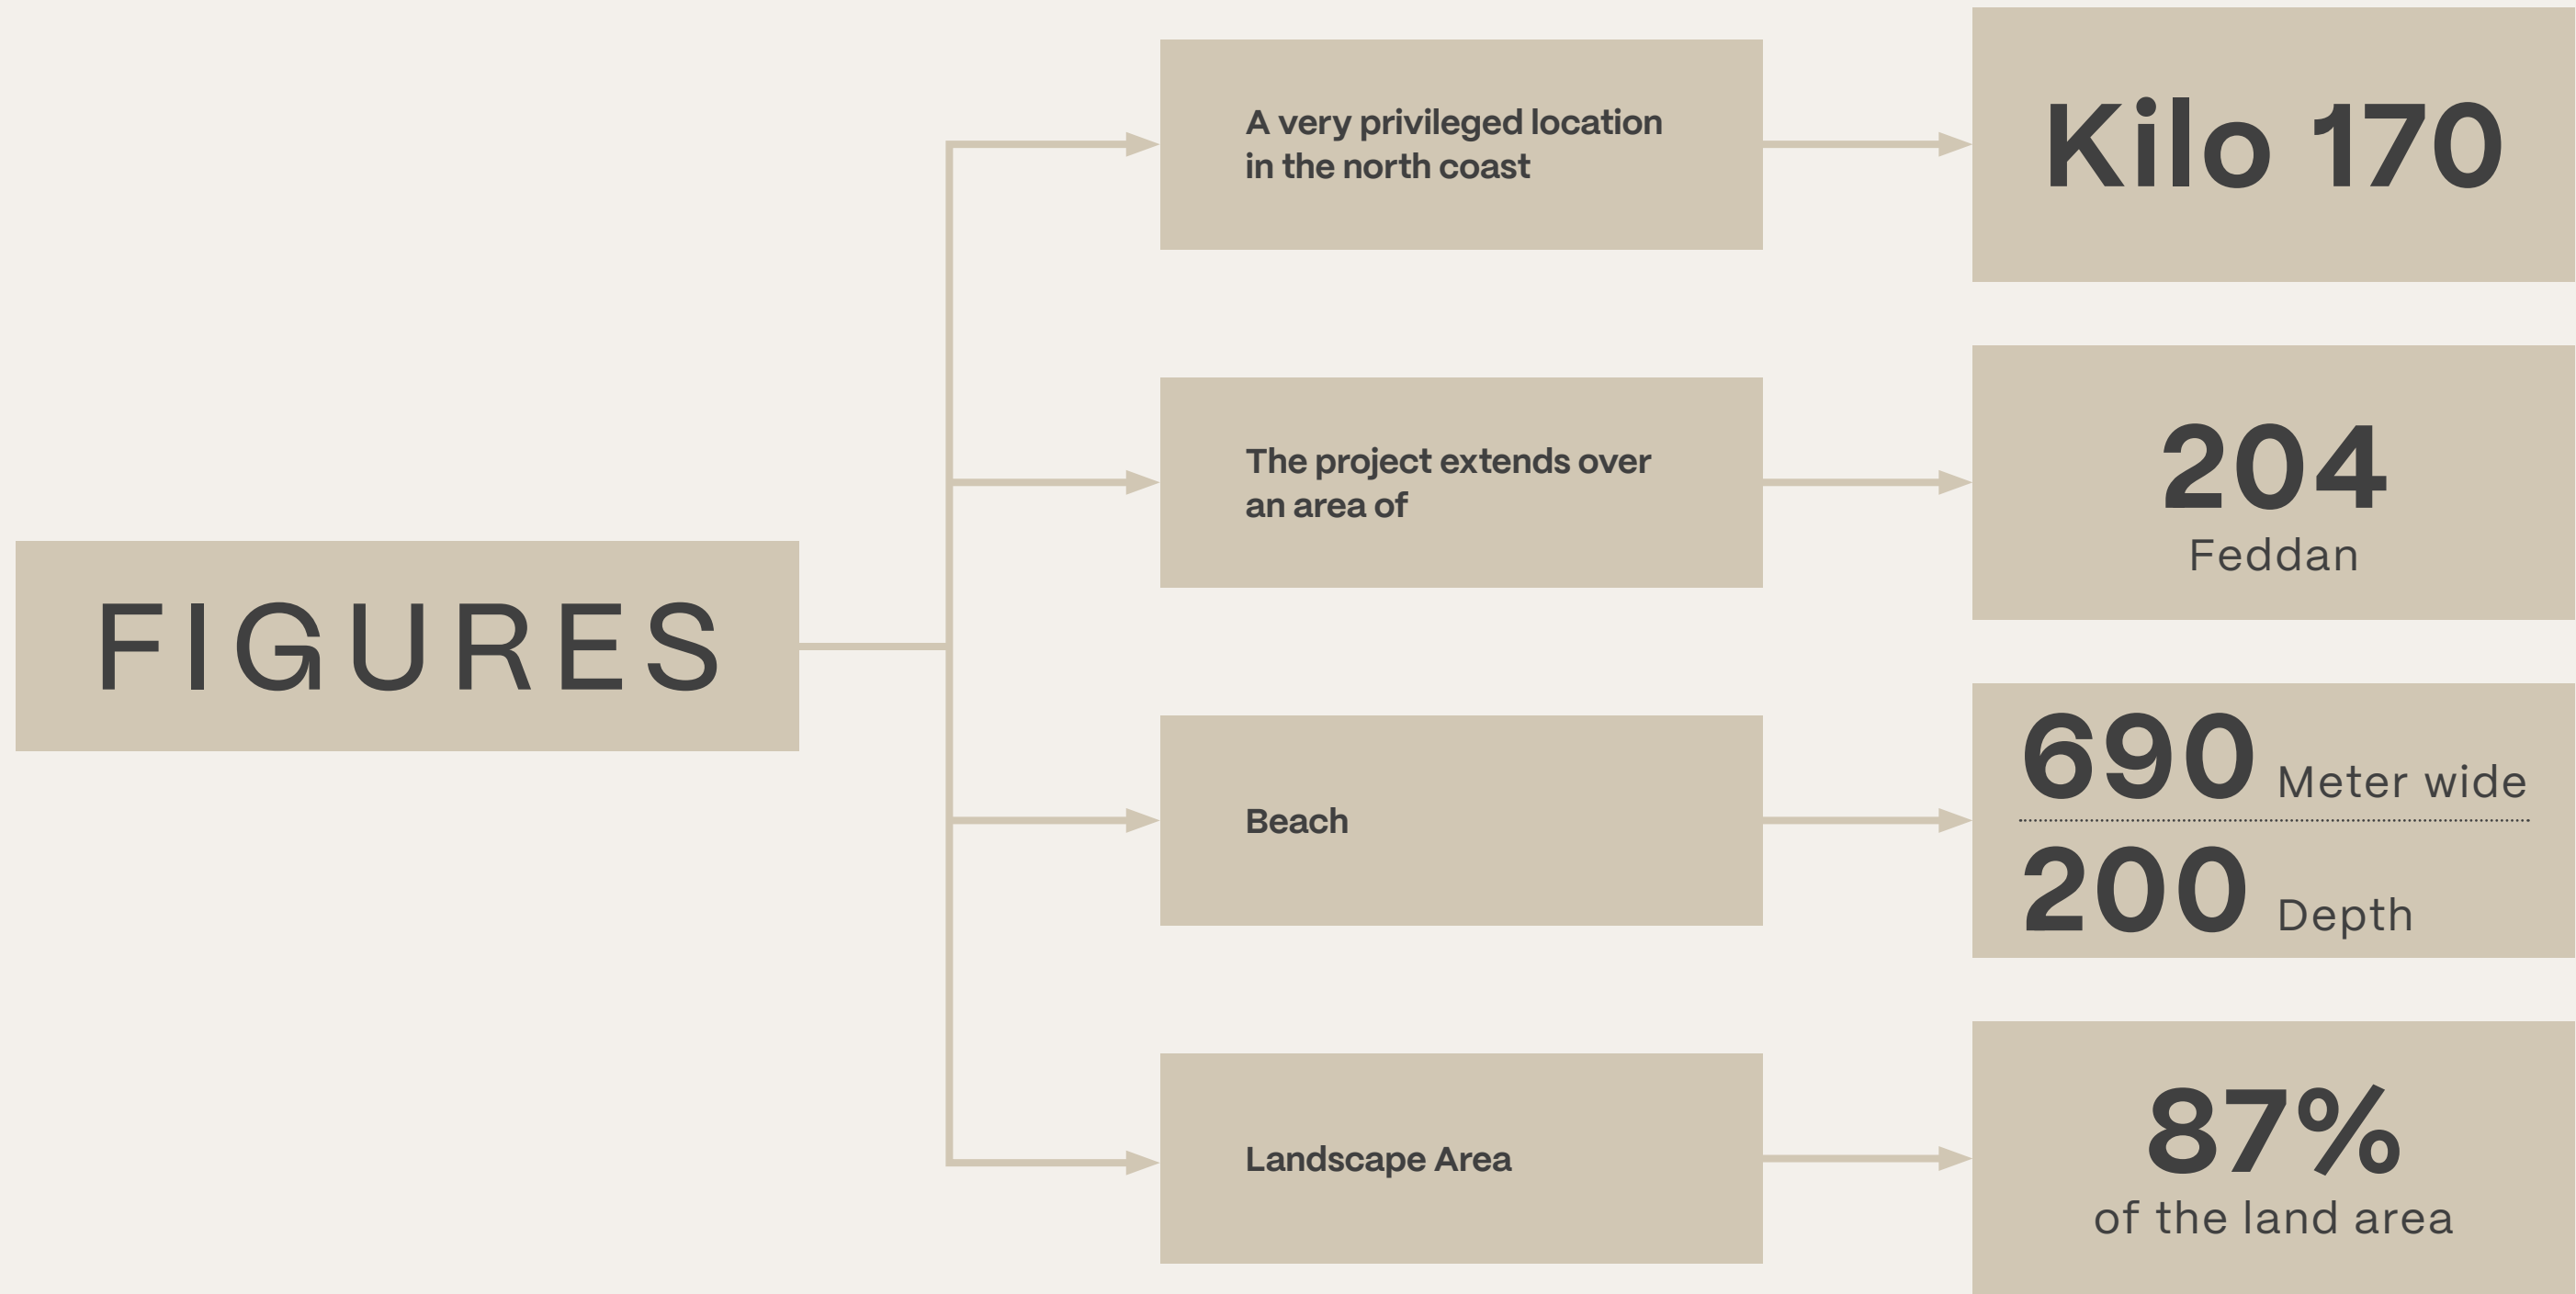 FIGURES
A very privileged location
in the north coast
Kilo 170
The project extends over
an area of
204
Feddan
Beach
690 Meter wide
200 Depth
Landscape Area
87%
of the land area